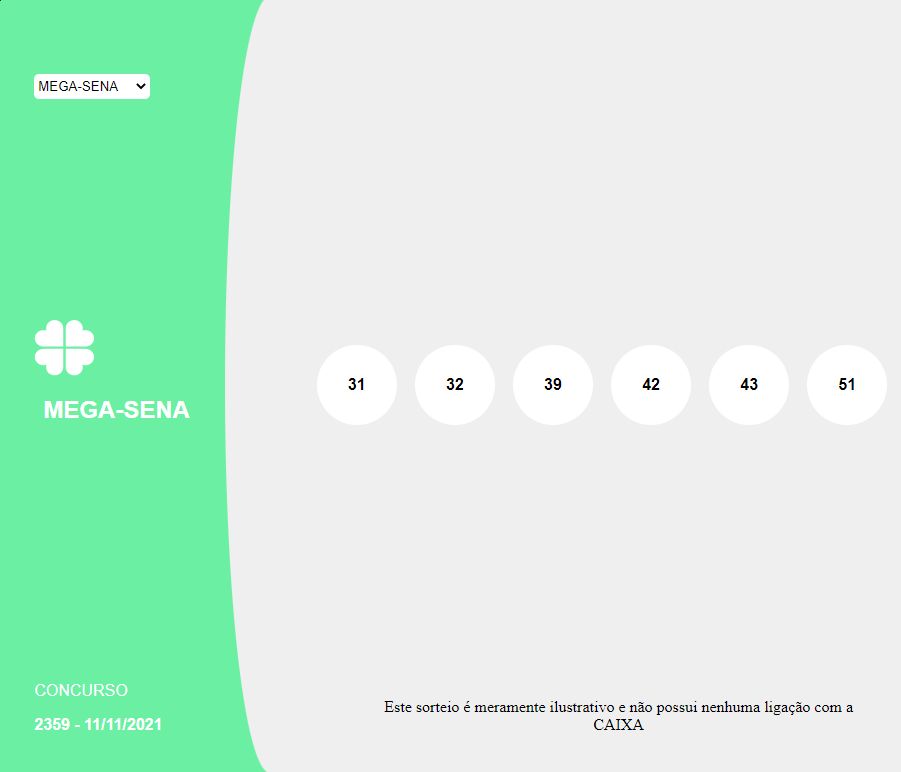 MEGA-SENA
MEGA-SENA
31 32 39 42 43 51
CONCURSO
2359 - 11/11/2021
Este sorteio é meramente ilustrativo e não possui nenhuma ligação com a
CAIXA